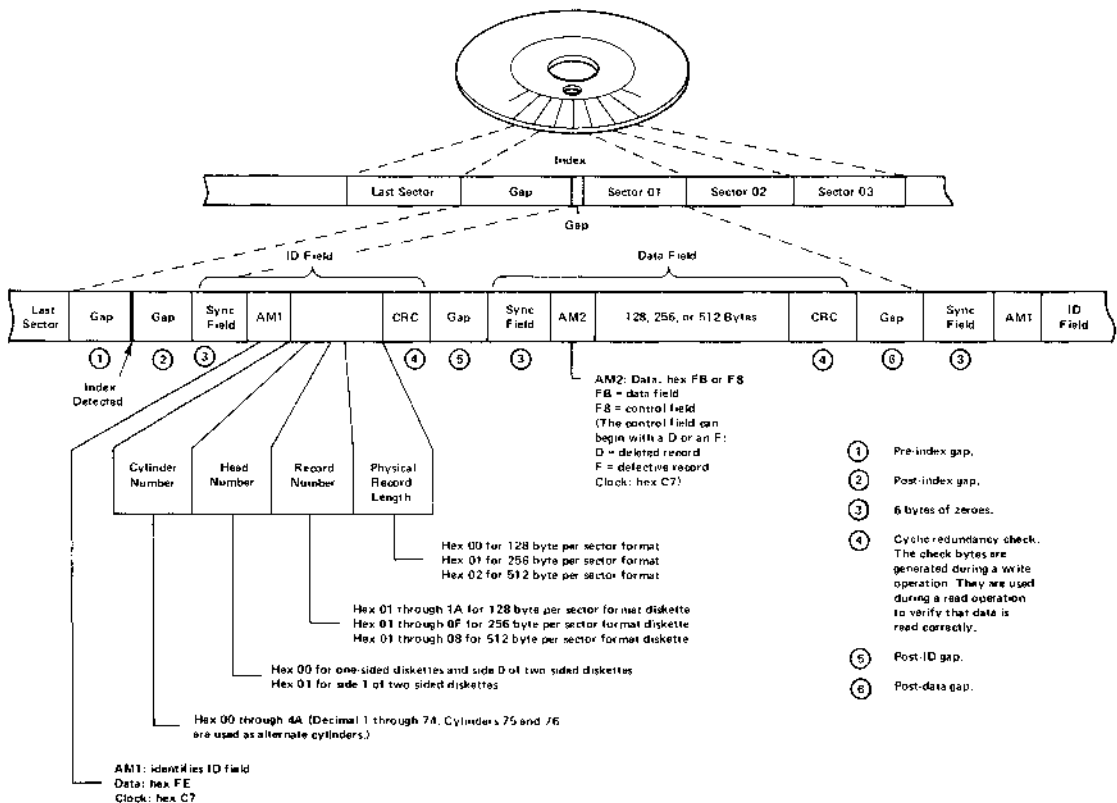 Index
Last Sector
Gap
Sector 01
Sector 02
Sector 03
Gap
ID Field
Data Field
Last
Sector
Gap
Gap
Sync
Field
AM1
CRC
Gap
Sync
Field
AM2
128, 256, or 512 Bytes
CRC
Gap
Sync
Field
AM1
ID
Field
1
2
3
4
5
3
4
6
3
Index
Detected
AM2: Data, hex FB or F8
FB = data field
F8 = control field
(The control field can
begin with a D or an F:
D = deleted record
F = defective record
Clock: hex C7)
Cylinder
Number
Head
Number
Record
Number
Physical
Record
Length
1 Pre-index gap.
2 Post-index gap.
3 6 bytes of zeroes.
4 Cyclic redundancy check.
The check bytes are
generated during a write
operation. They are used
during a read operation
to verify that data is
read correctly.
5 Post-ID gap.
6 Post-data gap.
Hex 00 for 128 byte per sector format
Hex 01 for 256 byte per sector format
Hex 02 for 512 byte per sector format
Hex 01 through 1A for 128 byte per sector format diskette
Hex 01 through 0F for 256 byte per sector format diskette
Hex 01 through 08 for 512 byte per sector format diskette
Hex 00 for one-sided diskettes and side 0 of two sided diskettes
Hex 01 for side 1 of two sided diskettes
Hex 00 through 4A (Decimal 1 through 74, Cylinders 75 and 76
are used as alternate cylinders.)
AM1: identifies ID field
Data: hex FE
Clock: hex C7